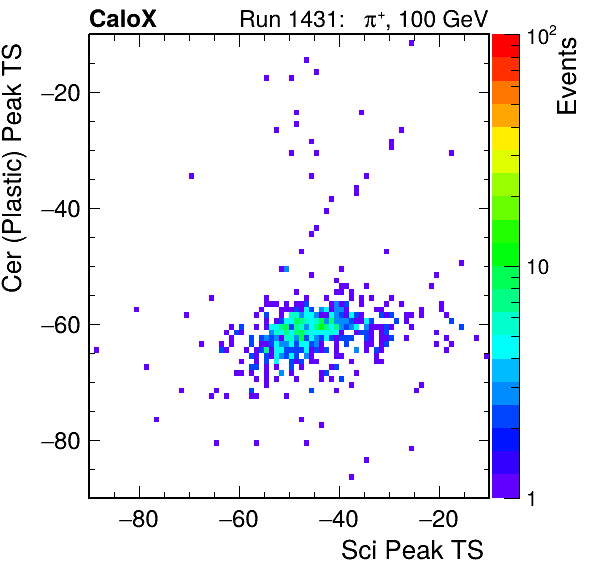 CaloX Run 1431: π⁺, 100 GeV
Cer (Plastic) Peak TS
−20
−40
−60
−80
−80 −60 −40 −20
Sci Peak TS
10²
10
1
Events